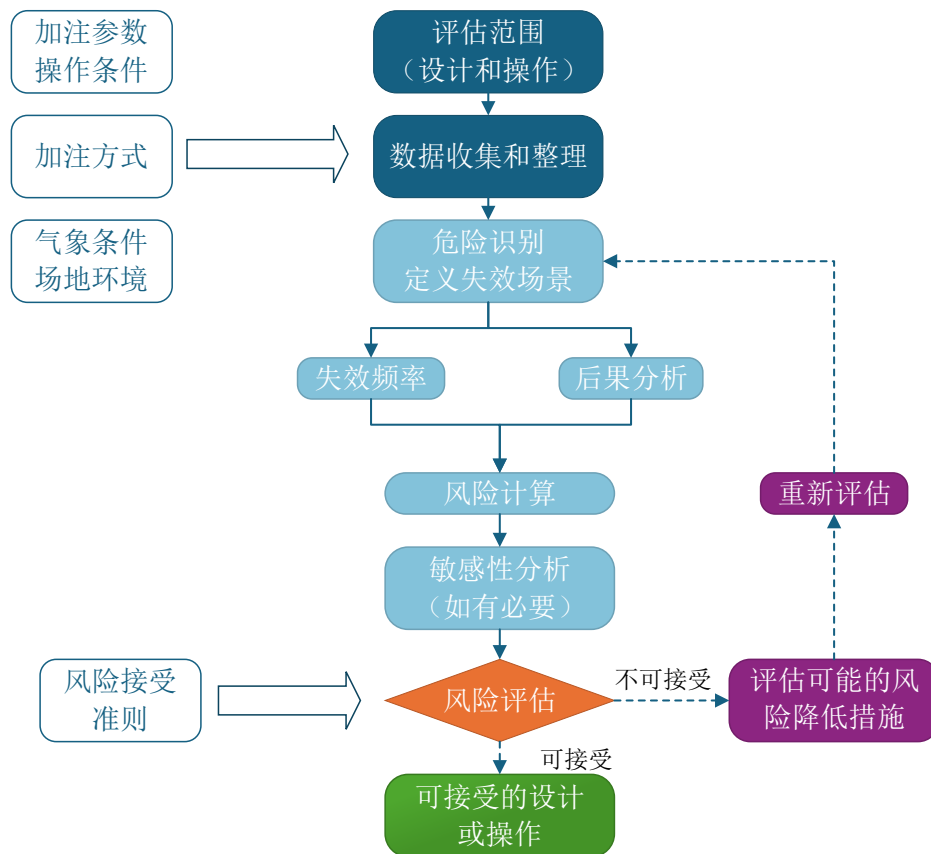 加注参数
操作条件
评估范围
（设计和操作）
加注方式
数据收集和整理
气象条件
场地环境
危险识别
定义失效场景
失效频率
后果分析
风险计算
重新评估
敏感性分析
（如有必要）
风险接受
准则
风险评估
不可接受
评估可能的风
险降低措施
可接受
可接受的设计
或操作